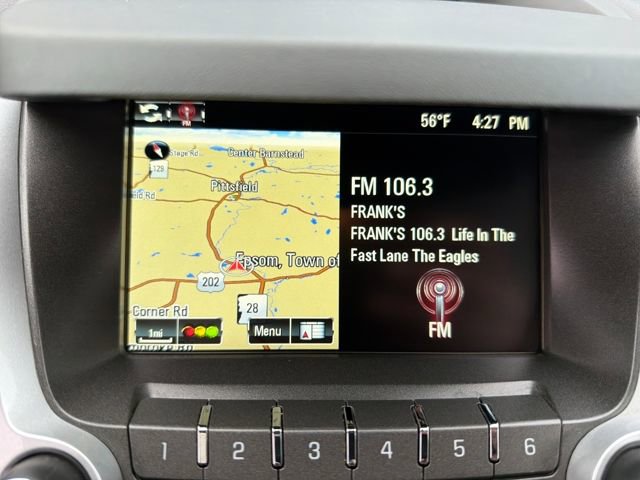 FM
56°F 4:27 PM
Stage Rd
Center Barnstead
129
Pittsfield
Epsom, Town of
202
28
Corner Rd
1mi
Menu
FM 106.3
FRANK'S
FRANK'S 106.3 Life In The
Fast Lane The Eagles
FM
1 2 3 4 5 6